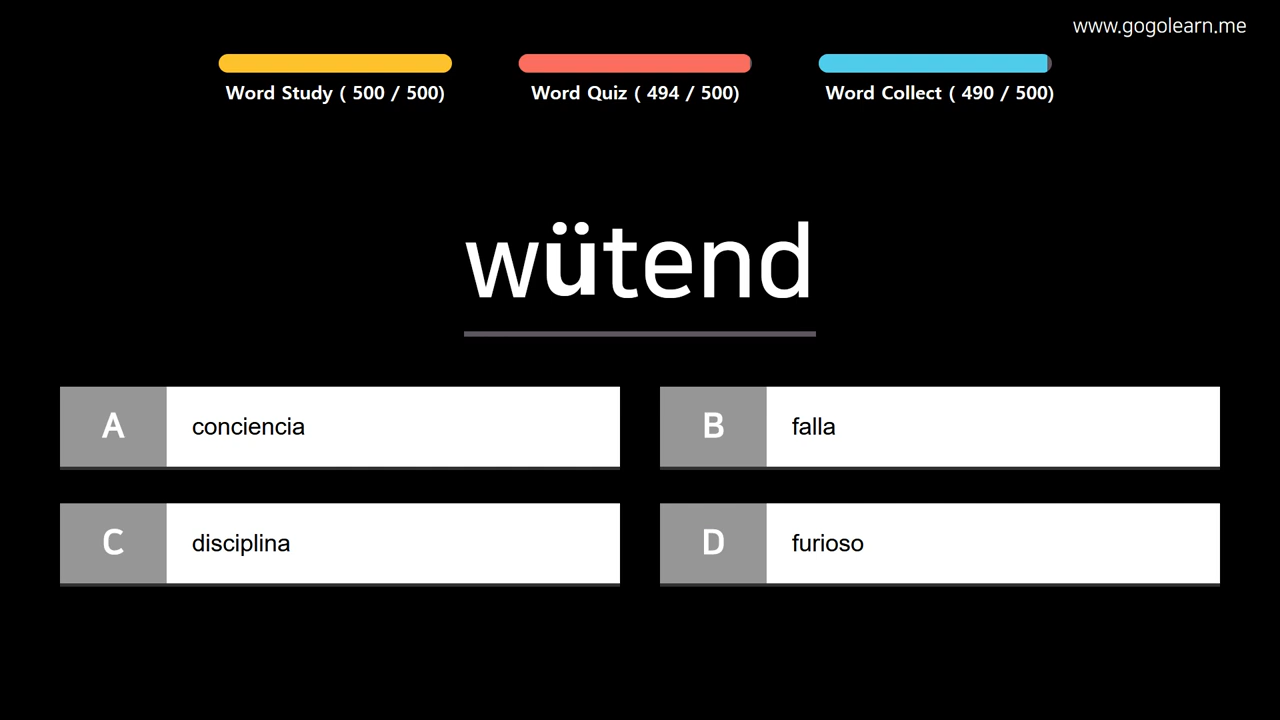 www.gogolearn.me
Word Study ( 500 / 500)
Word Quiz ( 494 / 500)
Word Collect ( 490 / 500)
wütend
A conciencia
B falla
C disciplina
D furioso